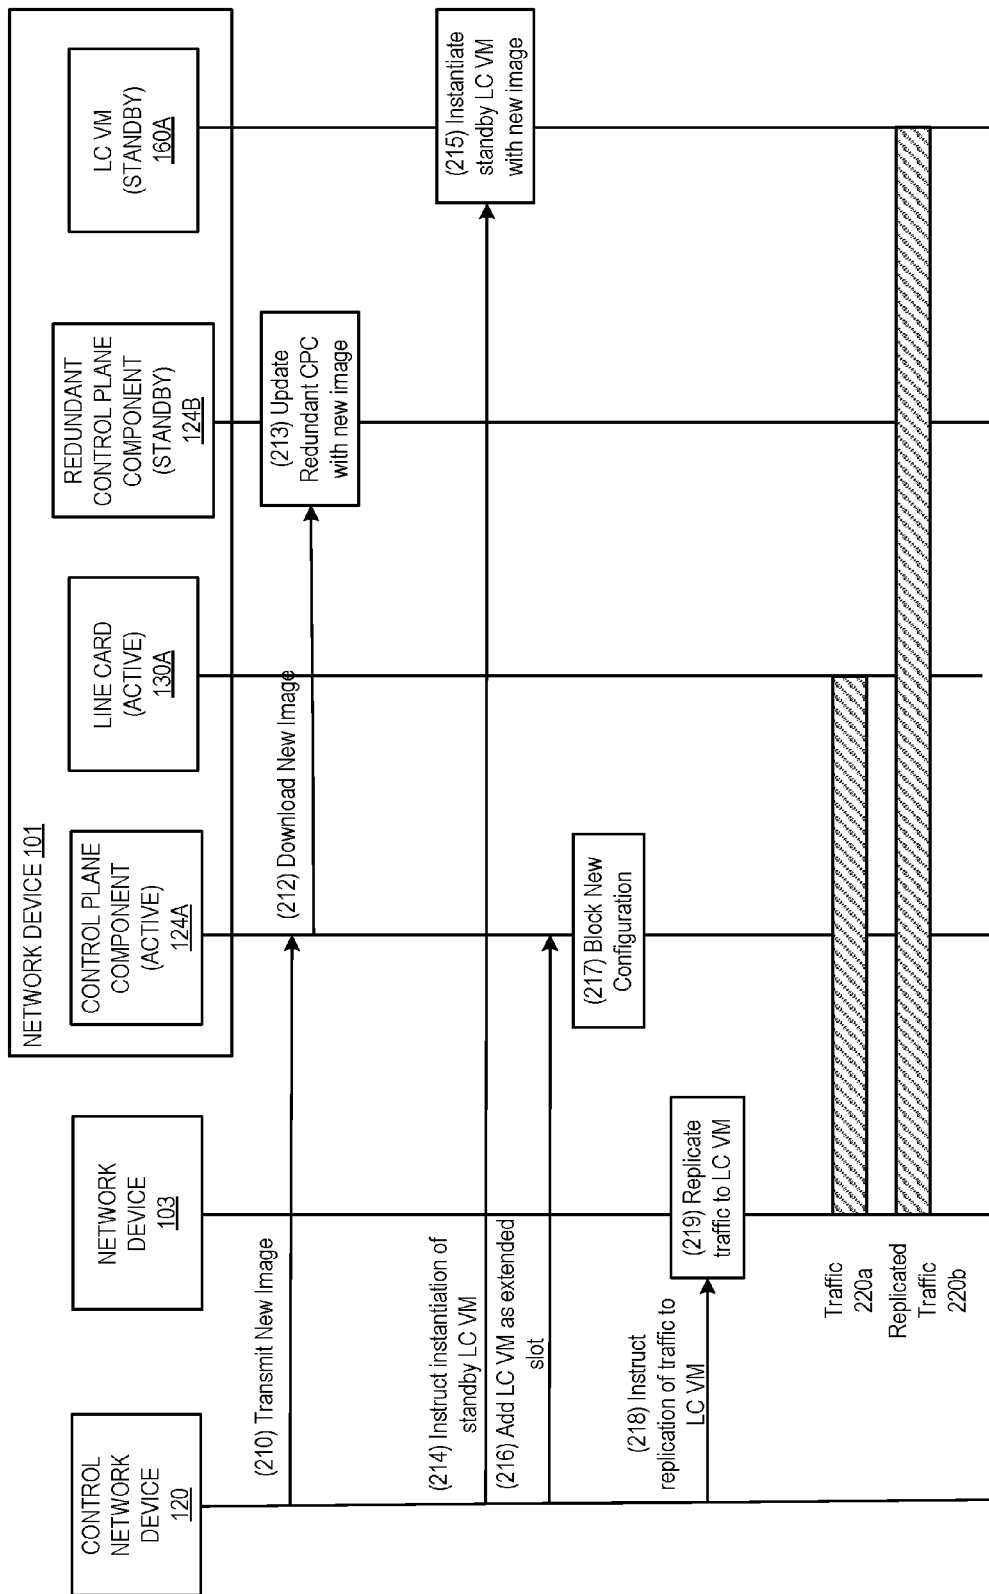 NETWORK DEVICE 101
CONTROL
NETWORK
DEVICE
120
NETWORK
DEVICE
103
CONTROL PLANE
COMPONENT
(ACTIVE)
124A
LINE CARD
(ACTIVE)
130A
REDUNDANT
CONTROL PLANE
COMPONENT
(STANDBY)
124B
LC VM
(STANDBY)
160A
(210) Transmit New Image
(212) Download New Image
(213) Update
Redundant CPC
with new image
(214) Instruct instantiation of
standby LC VM
(215) Instantiate
standby LC VM
with new image
(216) Add LC VM as extended
slot
(217) Block New
Configuration
(218) Instruct
replication of traffic to
LC VM
(219) Replicate
traffic to LC VM
Traffic
220a
Replicated
Traffic
220b